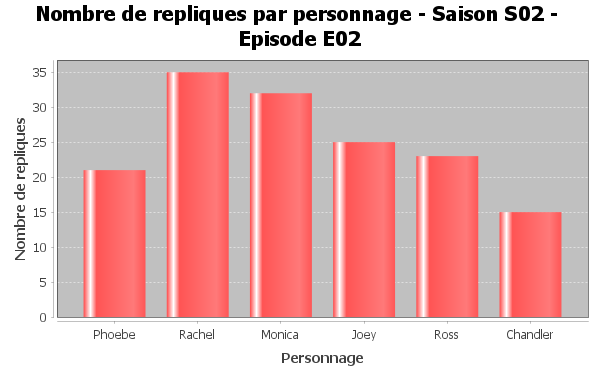 Nombre de repliques par personnage - Saison S02 -
Episode E02
Nombre de repliques
35
30
25
20
15
10
5
0
Phoebe Rachel Monica Joey Ross Chandler
Personnage